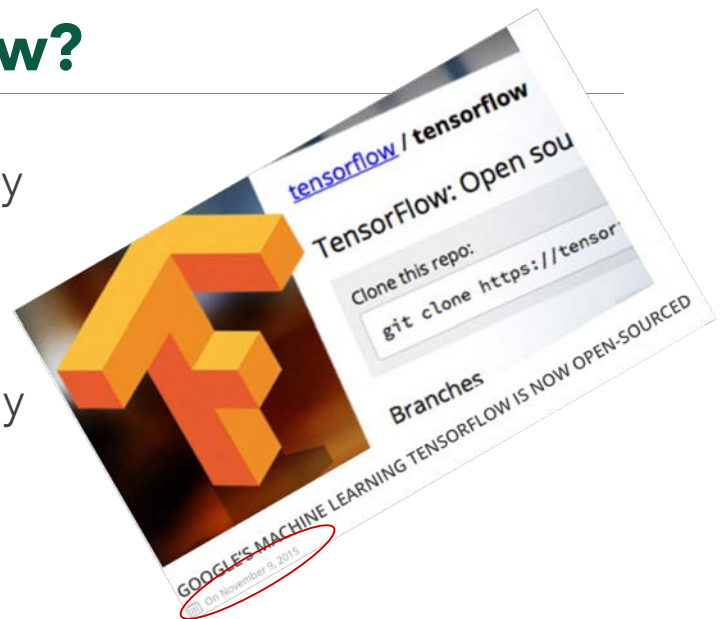 w?
y
y
tensorflow / tensorflow
TensorFlow: Open sou
Clone this repo:
git clone https://tensor
Branches
GOOGLE'S MACHINE LEARNING TENSORFLOW IS NOW OPEN-SOURCED
On November 9, 2015